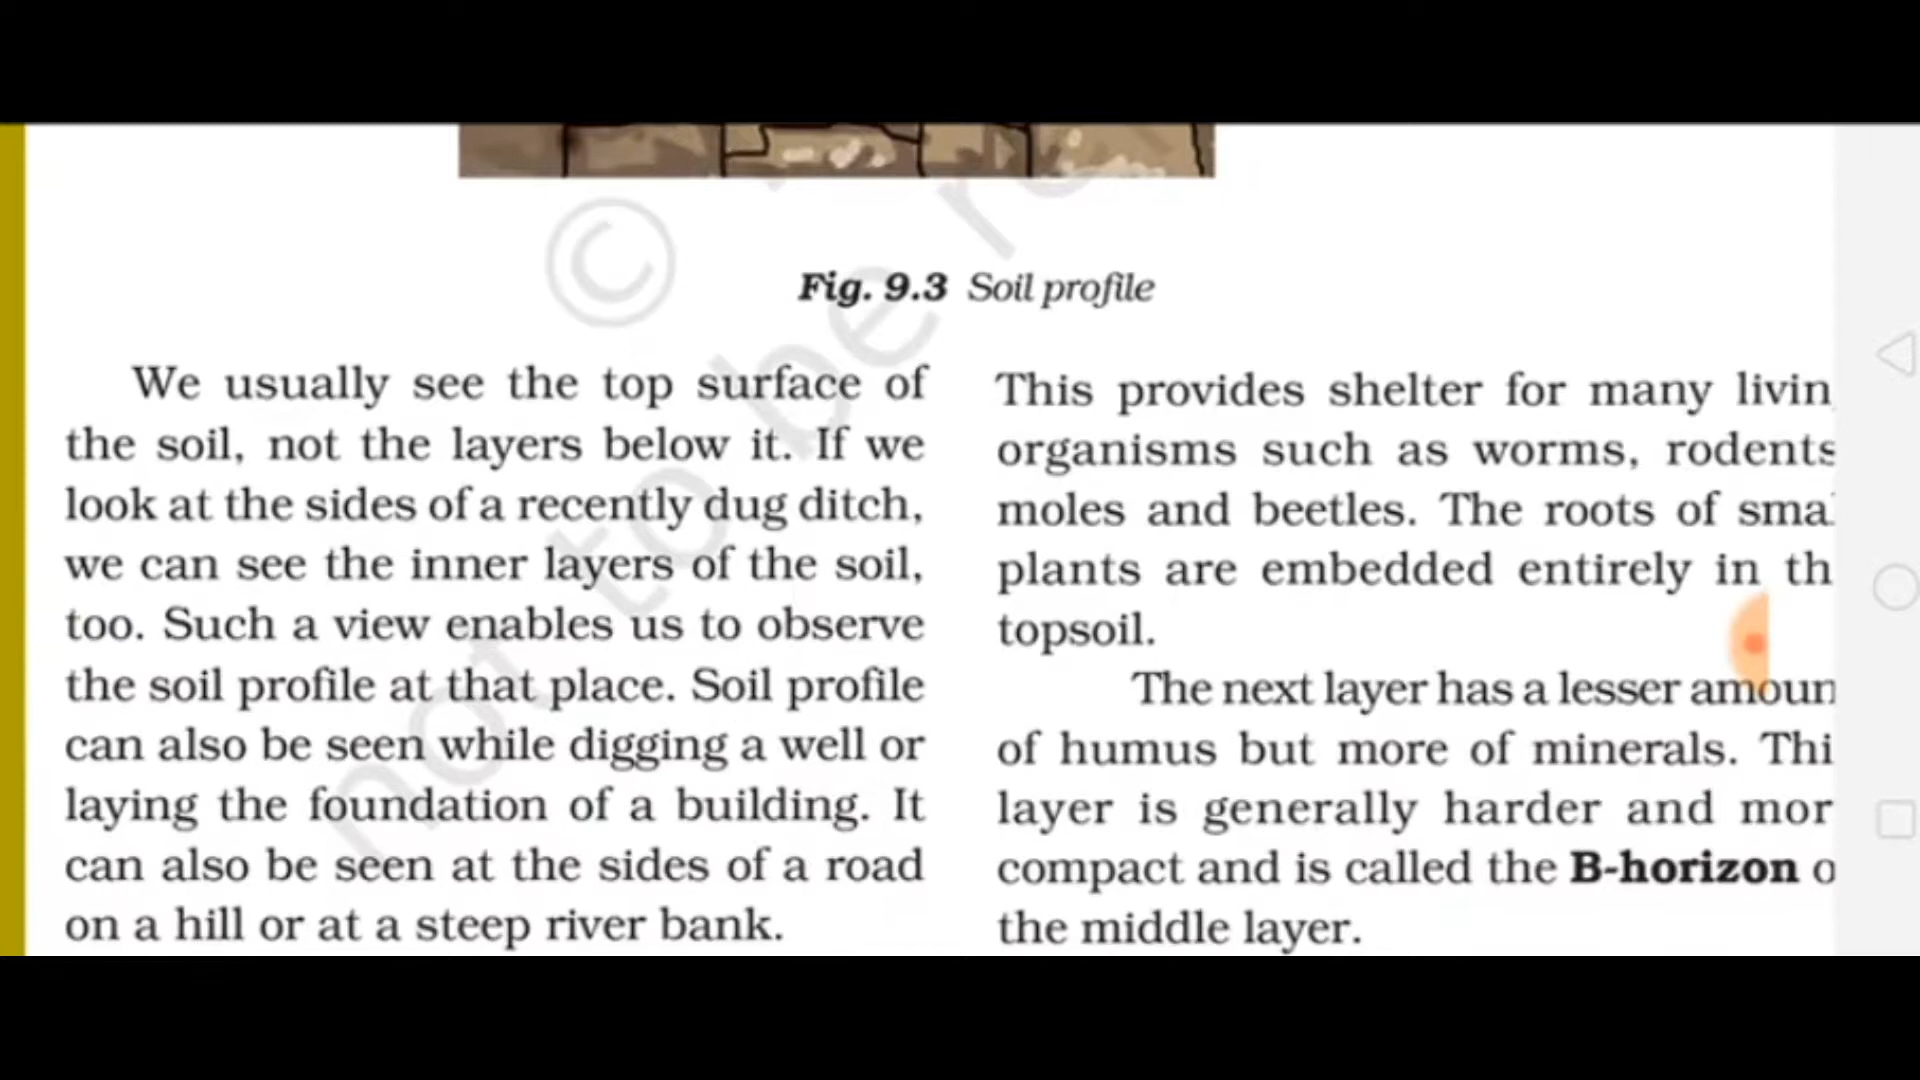 Fig. 9.3 Soil profile
We usually see the top surface of
the soil, not the layers below it. If we
look at the sides of a recently dug ditch,
we can see the inner layers of the soil,
too. Such a view enables us to observe
the soil profile at that place. Soil profile
can also be seen while digging a well or
laying the foundation of a building. It
can also be seen at the sides of a road
on a hill or at a steep river bank.
This provides shelter for many livin
organisms such as worms, rodents
moles and beetles. The roots of smal
plants are embedded entirely in th
topsoil.
The next layer has a lesser amoun
of humus but more of minerals. Thi
layer is generally harder and mor
compact and is called the B-horizon o
the middle layer.
© not to be r